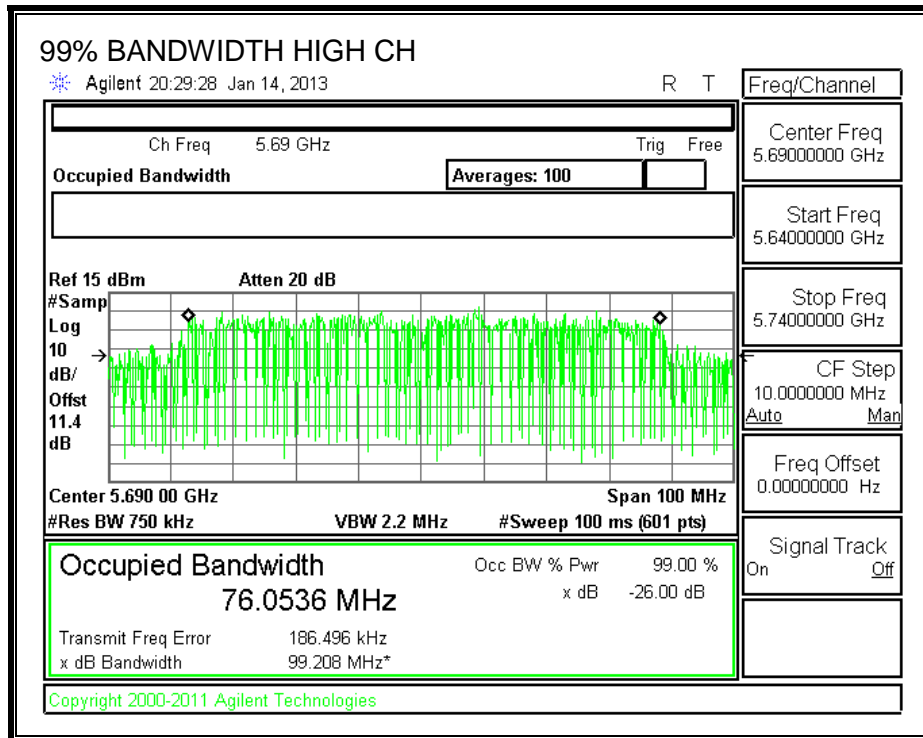 99% BANDWIDTH HIGH CH
Agilent 20:29:28 Jan 14, 2013 R T
Freq/Channel
Ch Freq 5.69 GHz Trig Free
Occupied Bandwidth Averages: 100
Center Freq
5.69000000 GHz
Start Freq
5.64000000 GHz
Stop Freq
5.74000000 GHz
CF Step
10.0000000 MHz
Auto Man
Freq Offset
0.00000000 Hz
Signal Track
On Off
Ref 15 dBm Atten 20 dB
#Samp
Log
10
dB/
Offst
11.4
dB
Center 5.690 00 GHz Span 100 MHz
#Res BW 750 kHz VBW 2.2 MHz #Sweep 100 ms (601 pts)
Occupied Bandwidth Occ BW % Pwr 99.00 %
76.0536 MHz x dB -26.00 dB
Transmit Freq Error 186.496 kHz
x dB Bandwidth 99.208 MHz*
Copyright 2000-2011 Agilent Technologies